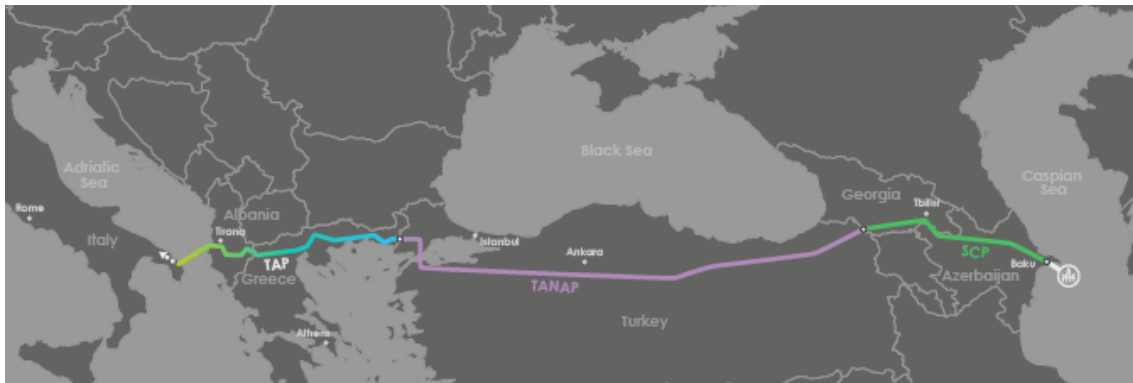 Black Sea
Adriatic
Sea
Caspian
Sea
Georgia
Tbilisi
Rome
Albania
Tirana
Italy
Istanbul
Ankara
TAP
Greece
SCP
Baku
Azerbaijan
TANAP
Turkey
Athens